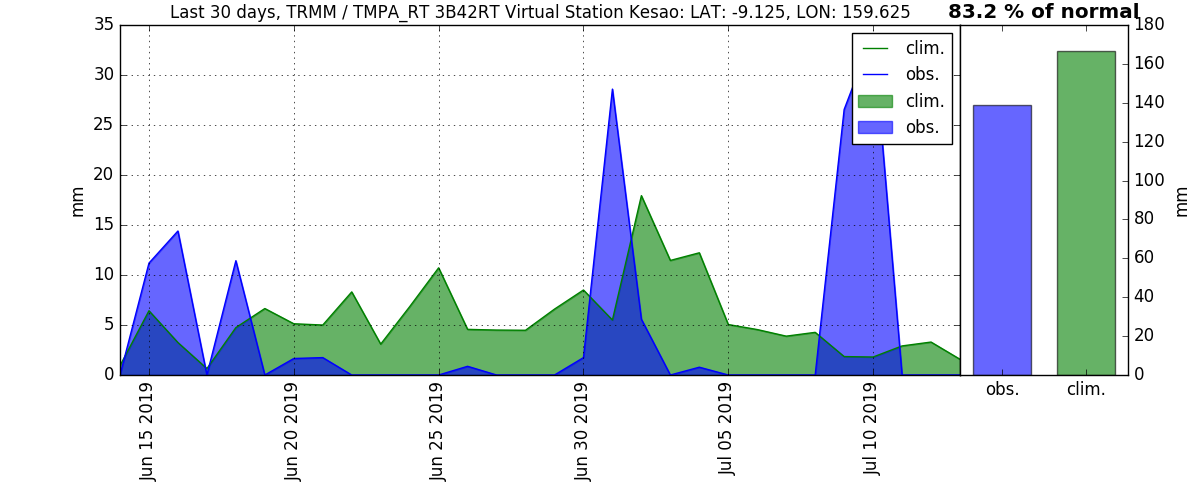 Last 30 days, TRMM / TMPA_RT 3B42RT Virtual Station Kesao: LAT: -9.125, LON: 159.625
83.2 % of normal
35
30
25
20
15
10
5
0
mm
Jun 15 2019
Jun 20 2019
Jun 25 2019
Jun 30 2019
Jul 05 2019
Jul 10 2019
clim.
obs.
clim.
obs.
180
160
140
120
100
80
60
40
20
0
mm
obs.
clim.